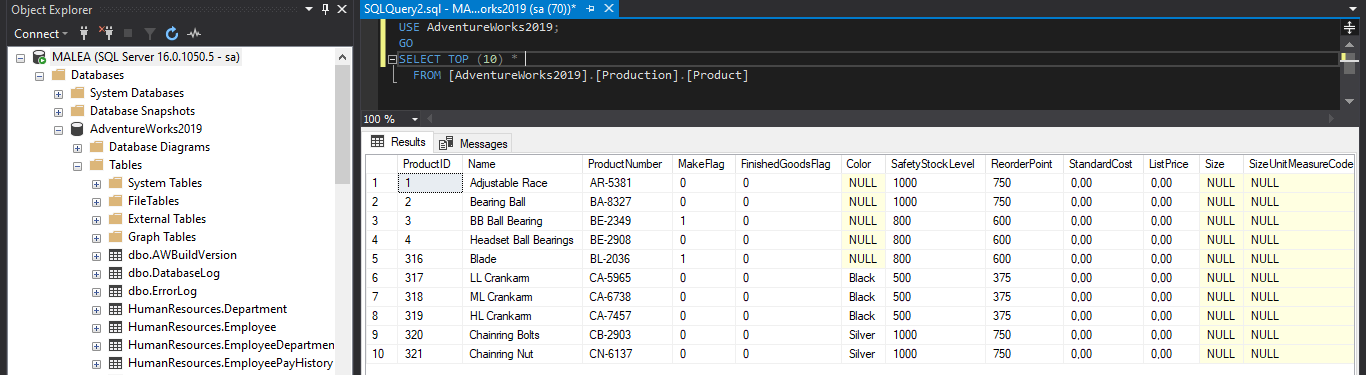 Object Explorer
Connect
MALEA (SQL Server 16.0.1050.5 - sa)
Databases
System Databases
Database Snapshots
AdventureWorks2019
Database Diagrams
Tables
System Tables
FileTables
External Tables
Graph Tables
dbo.AWBuildVersion
dbo.DatabaseLog
dbo.ErrorLog
HumanResources.Department
HumanResources.Employee
HumanResources.EmployeeDepartmen
HumanResources.EmployeePayHistory
SQLQuery2.sql - MA...orks2019 (sa (70))*
USE AdventureWorks2019;
GO
SELECT TOP (10) *
FROM [AdventureWorks2019].[Production].[Product]
100 %
Results Messages
ProductID Name ProductNumber MakeFlag FinishedGoodsFlag Color SafetyStockLevel ReorderPoint StandardCost ListPrice Size SizeUnitMeasureCode
1 1 Adjustable Race AR-5381 0 0 NULL 1000 750 0,00 0,00 NULL NULL
2 2 Bearing Ball BA-8327 0 0 NULL 1000 750 0,00 0,00 NULL NULL
3 3 BB Ball Bearing BE-2349 1 0 NULL 800 600 0,00 0,00 NULL NULL
4 4 Headset Ball Bearings BE-2908 0 0 NULL 800 600 0,00 0,00 NULL NULL
5 316 Blade BL-2036 1 0 NULL 800 600 0,00 0,00 NULL NULL
6 317 LL Crankarm CA-5965 0 0 Black 500 375 0,00 0,00 NULL NULL
7 318 ML Crankarm CA-6738 0 0 Black 500 375 0,00 0,00 NULL NULL
8 319 HL Crankarm CA-7457 0 0 Black 500 375 0,00 0,00 NULL NULL
9 320 Chainring Bolts CB-2903 0 0 Silver 1000 750 0,00 0,00 NULL NULL
10 321 Chainring Nut CN-6137 0 0 Silver 1000 750 0,00 0,00 NULL NULL